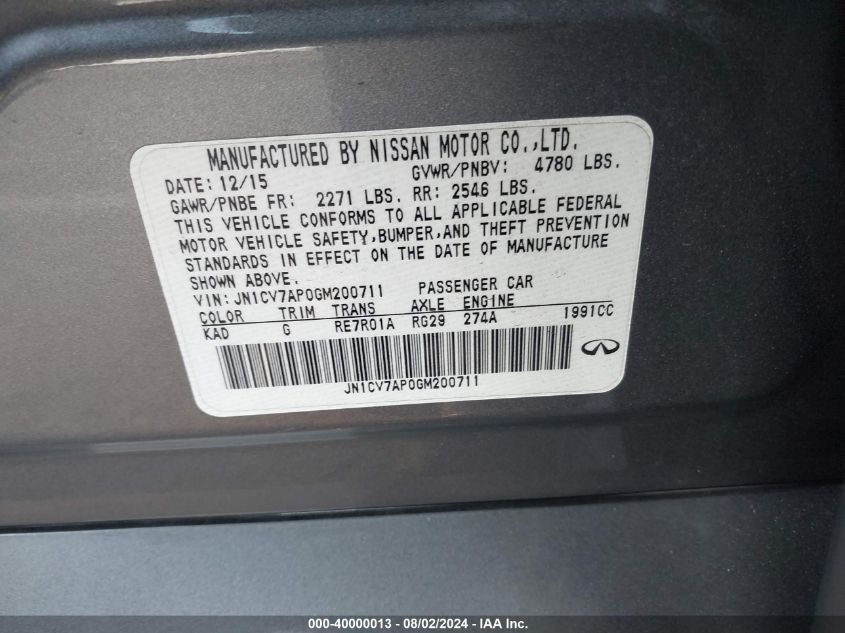 MANUFACTURED BY NISSAN MOTOR CO.,LTD.
DATE: 12/15 GVWR/PNBV: 4780 LBS.
GAWR/PNBE FR: 2271 LBS. RR: 2546 LBS.
THIS VEHICLE CONFORMS TO ALL APPLICABLE FEDERAL
MOTOR VEHICLE SAFETY,BUMPER,AND THEFT PREVENTION
STANDARDS IN EFFECT ON THE DATE OF MANUFACTURE
SHOWN ABOVE.
VIN: JN1CV7AP0GM200711 PASSENGER CAR
COLOR TRIM TRANS AXLE ENGINE
KAD G RE7R01A RG29 274A 1991CC
JN1CV7AP0GM200711
000-40000013 - 08/02/2024 - IAAI Inc.